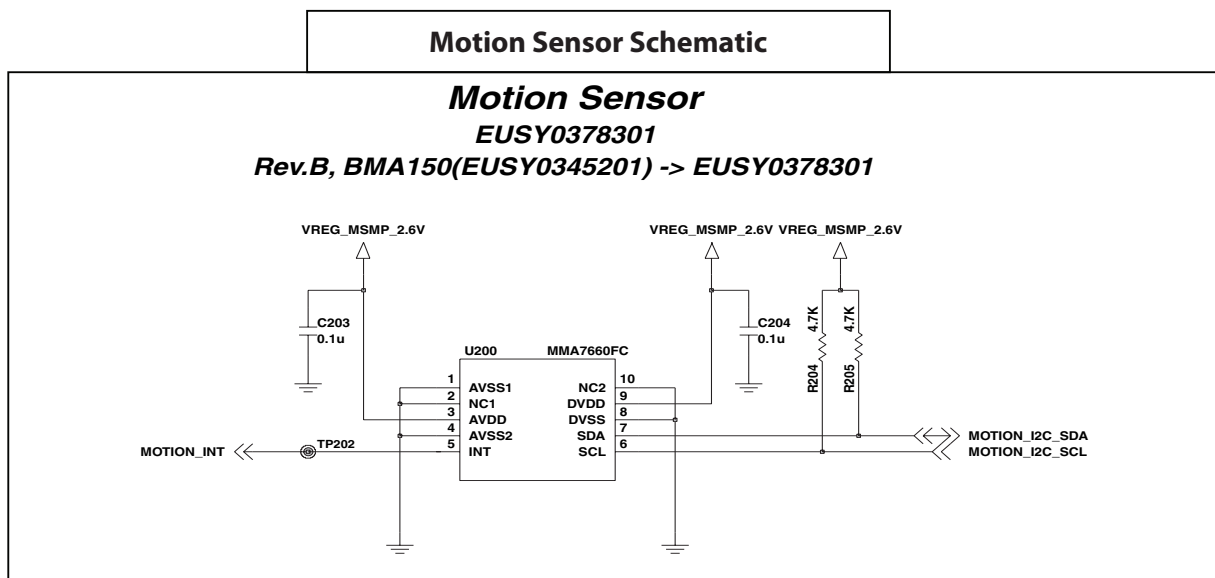 Motion Sensor Schematic
Motion Sensor
EUSY0378301
Rev.B, BMA150(EUSY0345201) -> EUSY0378301
VREG_MSMP_2.6V
VREG_MSMP_2.6V
VREG_MSMP_2.6V
C203
0.1u
C204
0.1u
4.7K
R204
4.7K
R205
U200
MMA7660FC
1
AVSS1
2
NC1
3
AVDD
4
AVSS2
5
INT
NC2
10
DVDD
9
DVSS
8
SDA
7
SCL
6
MOTION_INT
TP202
MOTION_I2C_SDA
MOTION_I2C_SCL